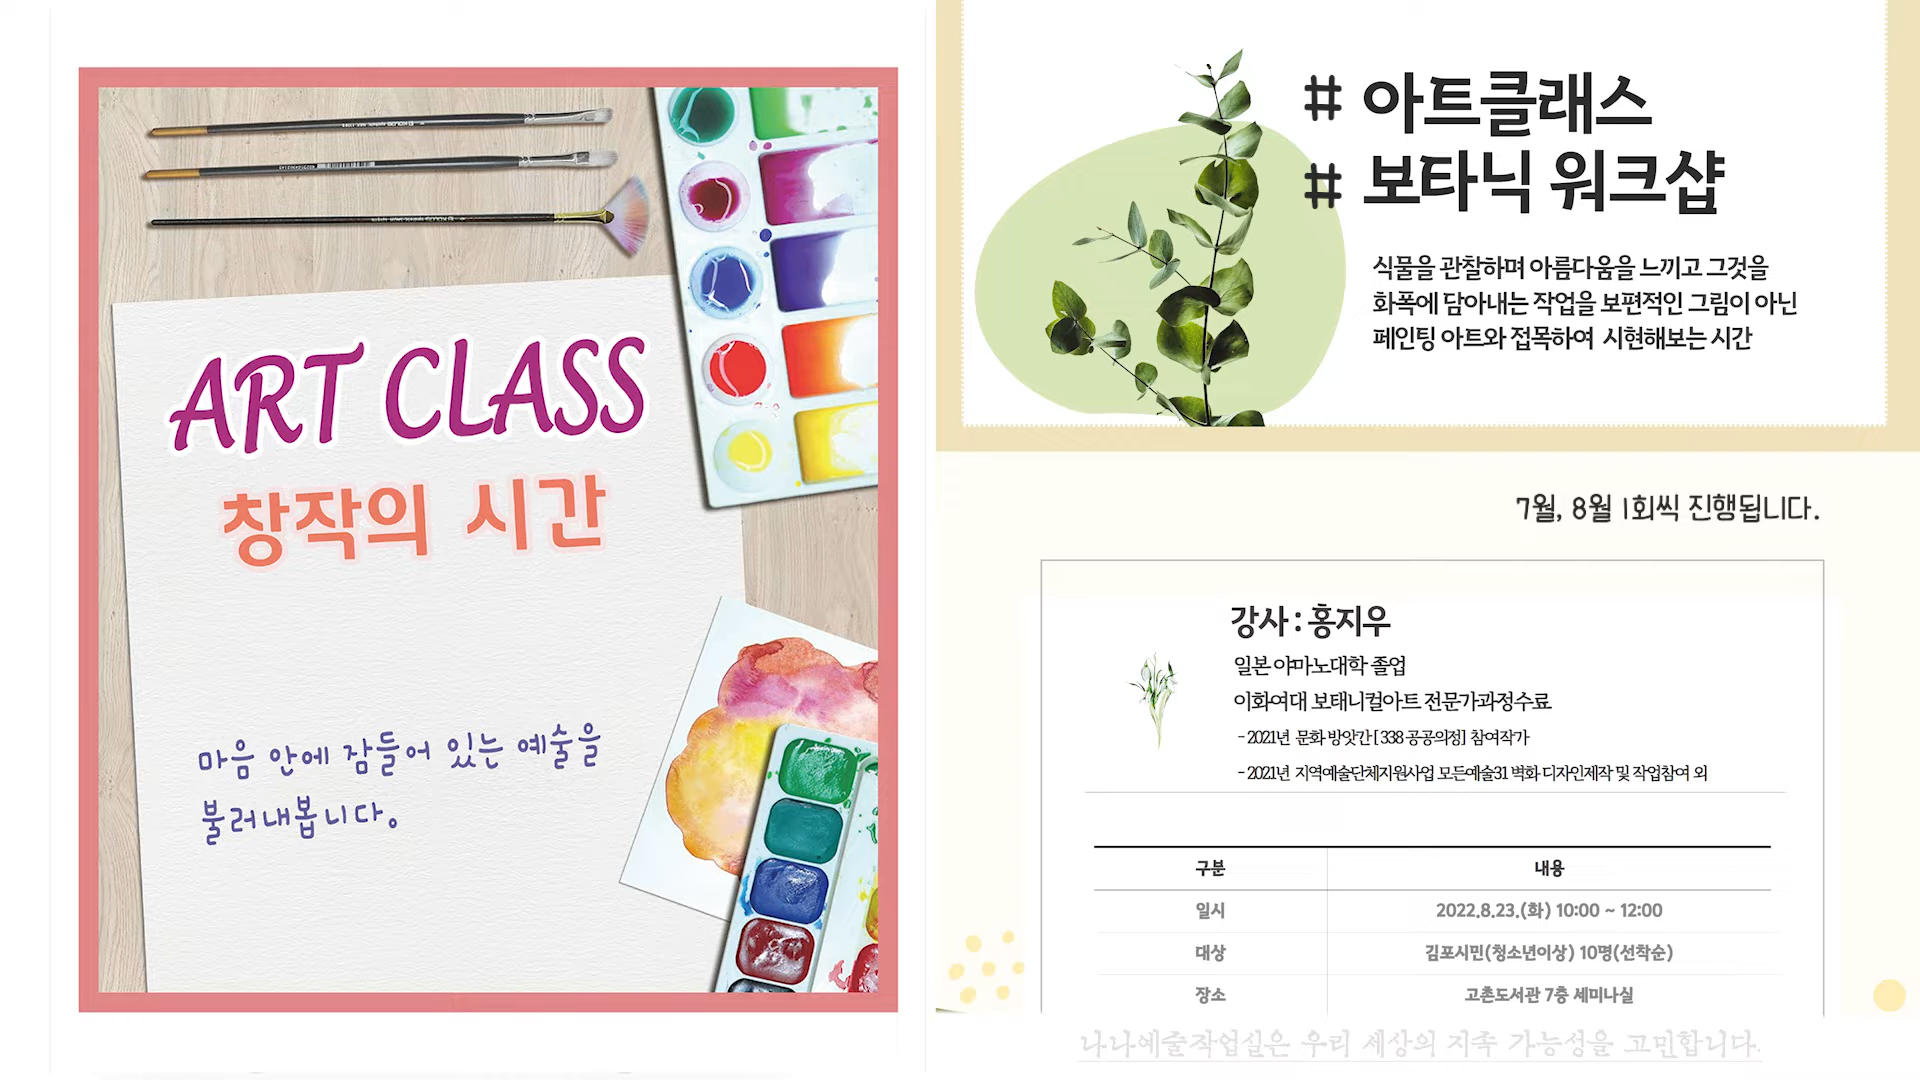 ART CLASS
창작의 시간
마음 안에 잠들어 있는 예술을
불러내봅니다。
# 아트클래스
# 보타닉 워크샵
식물을 관찰하며 아름다움을 느끼고 그것을
화폭에 담아내는 작업을 보편적인 그림이 아닌
페인팅 아트와 접목하여 시현해보는 시간
7월, 8월 1회씩 진행됩니다.
강사 : 홍지우
일본 야마노대학 졸업
이화여대 보태니컬아트 전문가과정수료
- 2021년 문화 방앗간 [ 338 공공의정] 참여작가
- 2021년 지역예술단체지원사업 모든예술31 벽화 디자인제작 및 작업참여 외
구분 내용
일시 2022.8.23.(화) 10:00 ~ 12:00
대상 김포시민(청소년이상) 10명(선착순)
장소 고촌도서관 7층 세미나실
나나예술작업실은 우리 세상의 지속 가능성을 고민합니다.